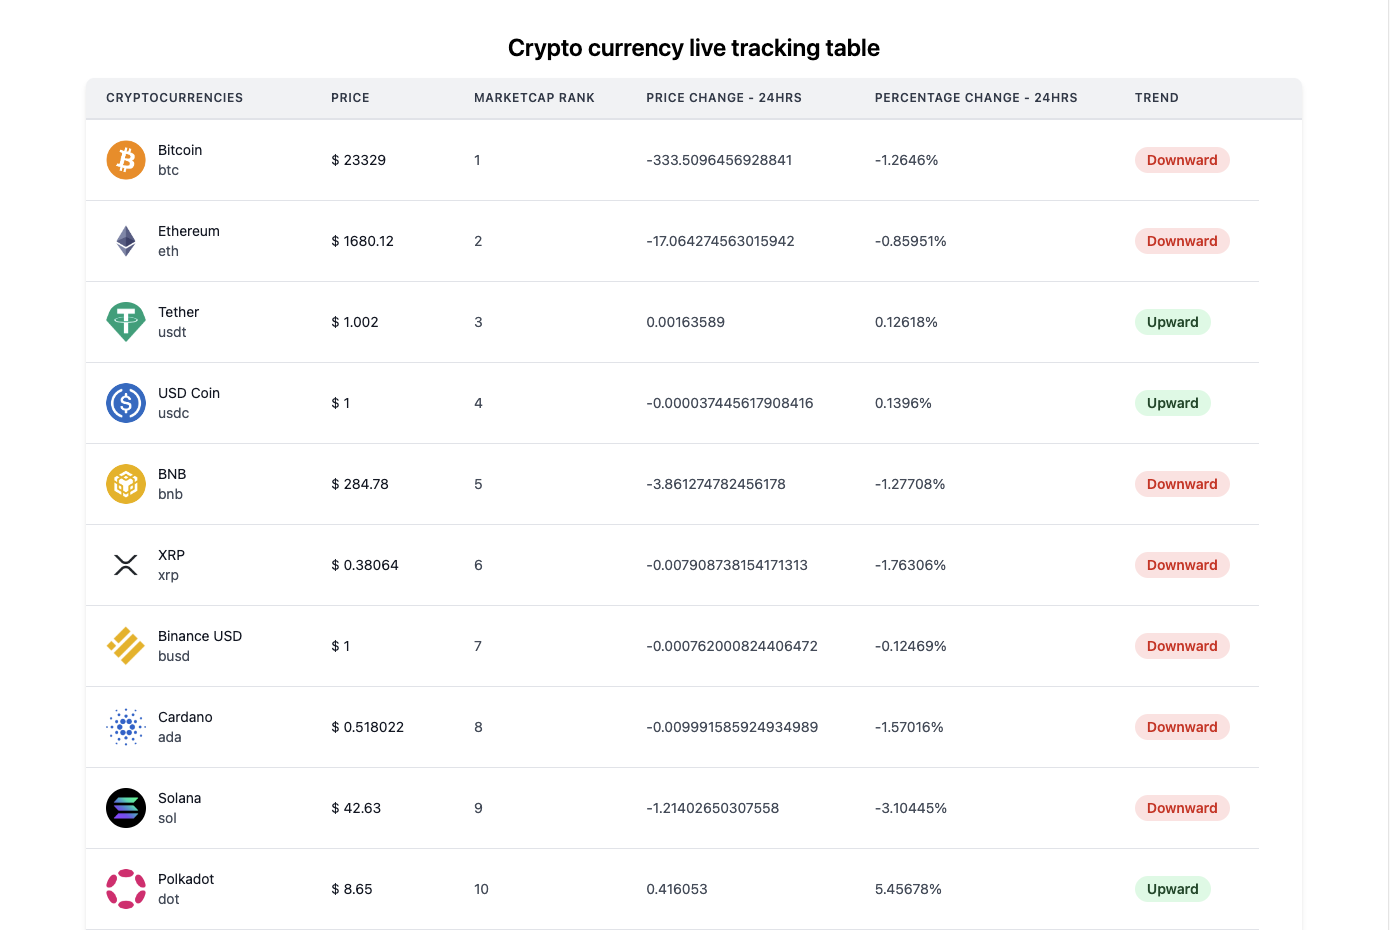 Crypto currency live tracking table
CRYPTOCURRENCIES PRICE MARKETCAP RANK PRICE CHANGE - 24HRS PERCENTAGE CHANGE - 24HRS TREND
Bitcoin
btc
$ 23329 1 -333.5096456928841 -1.2646% Downward
Ethereum
eth
$ 1680.12 2 -17.064274563015942 -0.85951% Downward
Tether
usdt
$ 1.002 3 0.00163589 0.12618% Upward
USD Coin
usdc
$ 1 4 -0.000037445617908416 0.1396% Upward
BNB
bnb
$ 284.78 5 -3.861274782456178 -1.27708% Downward
XRP
xrp
$ 0.38064 6 -0.007908738154171313 -1.76306% Downward
Binance USD
busd
$ 1 7 -0.000762000824406472 -0.12469% Downward
Cardano
ada
$ 0.518022 8 -0.009991585924934989 -1.57016% Downward
Solana
sol
$ 42.63 9 -1.21402650307558 -3.10445% Downward
Polkadot
dot
$ 8.65 10 0.416053 5.45678% Upward